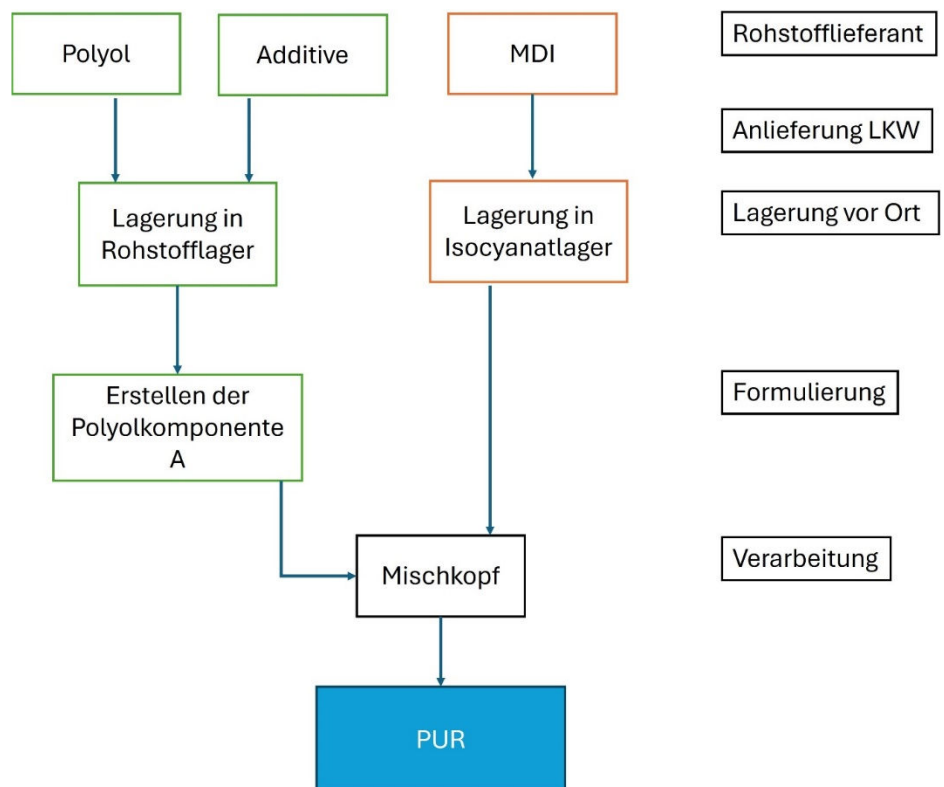 Polyol
Additive
MDI
Rohstofflieferant
Anlieferung LKW
Lagerung in
Rohstofflager
Lagerung in
Isocyanatlager
Lagerung vor Ort
Erstellen der
Polyolkomponente
A
Formulierung
Mischkopf
Verarbeitung
PUR